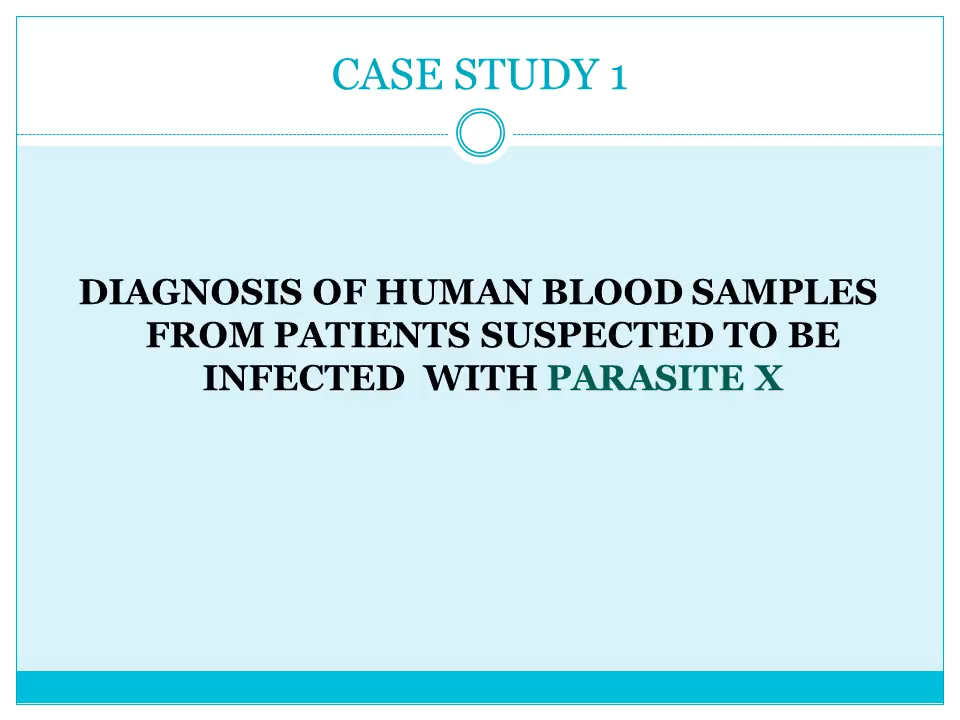 CASE STUDY 1
DIAGNOSIS OF HUMAN BLOOD SAMPLES
FROM PATIENTS SUSPECTED TO BE
INFECTED  WITH PARASITE X